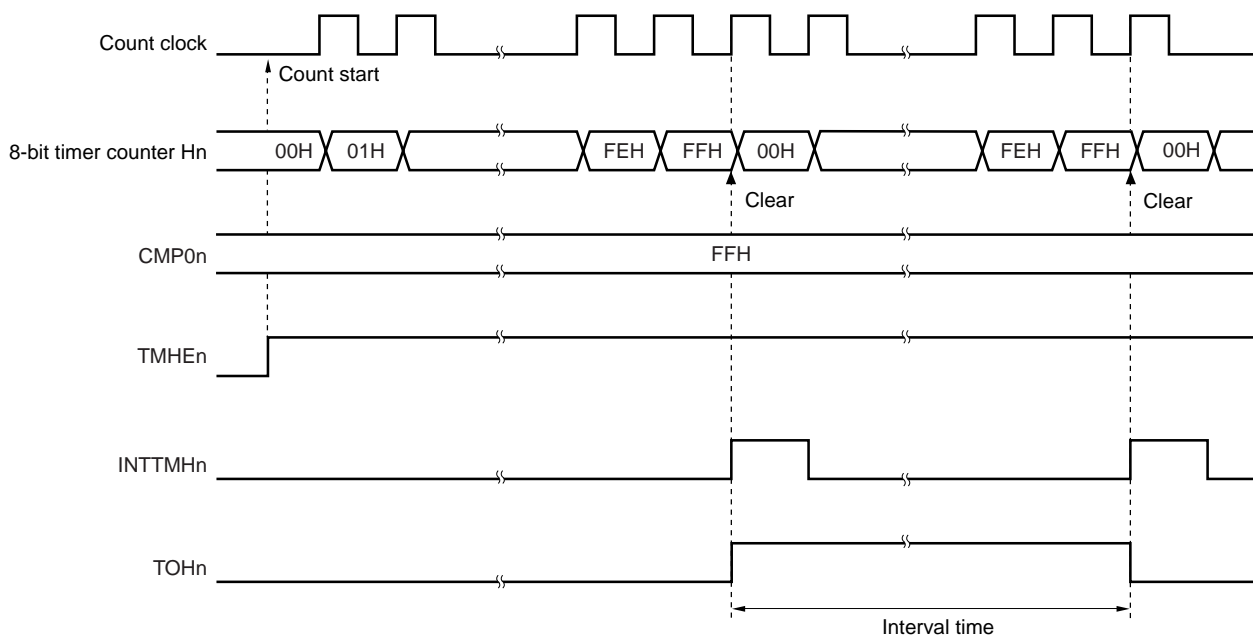 Count clock
Count start
8-bit timer counter Hn 00H 01H FEH FFH 00H FEH FFH 00H
Clear Clear
CMP0n FFH
TMHEn
INTTMHn
TOHn
Interval time